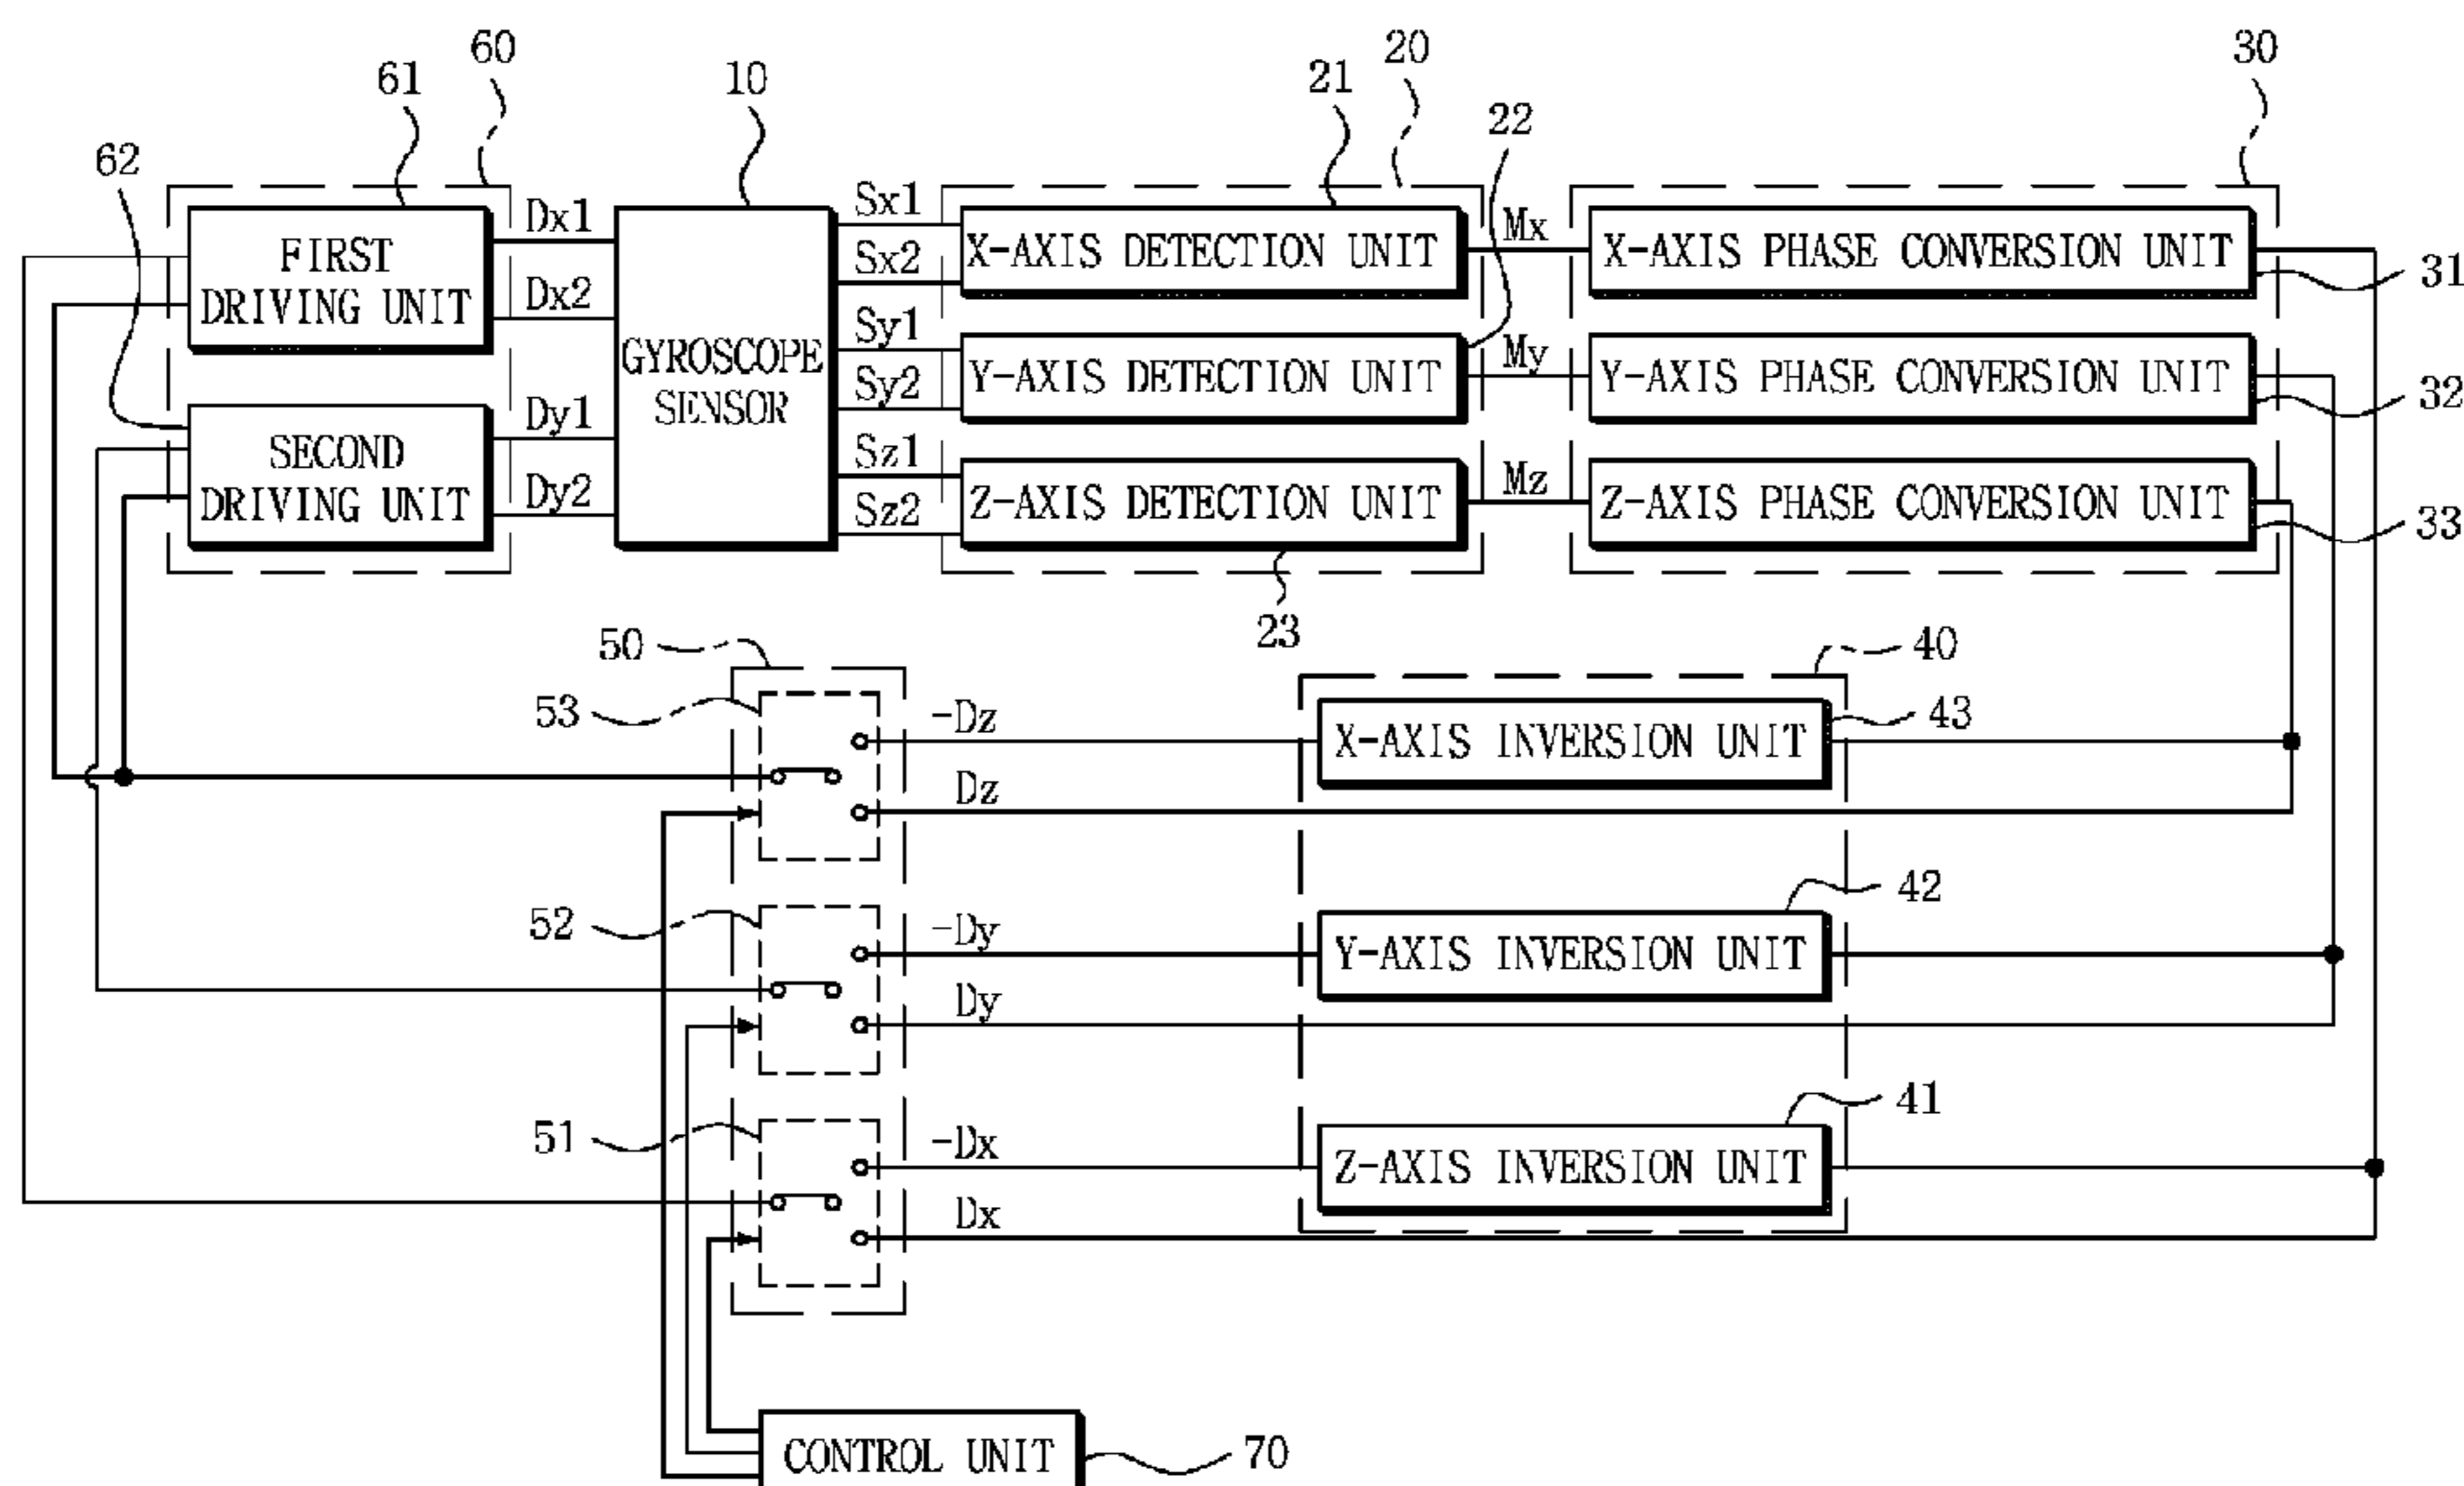 60
20
30
61
10
21
22
62
Sx1
Dx1
FIRST
DRIVING UNIT
Sx2
X-AXIS DETECTION UNIT
Mx
X-AXIS PHASE CONVERSION UNIT
31
Dx2
Sy1
GYROSCOPE
SENSOR
Y-AXIS DETECTION UNIT
My
Y-AXIS PHASE CONVERSION UNIT
32
Sy2
Dy1
SECOND
DRIVING UNIT
Sz1
Dy2
Z-AXIS DETECTION UNIT
Mz
Z-AXIS PHASE CONVERSION UNIT
33
Sz2
23
50
40
53
-Dz
X-AXIS INVERSION UNIT
43
Dz
52
-Dy
Y-AXIS INVERSION UNIT
42
Dy
51
-Dx
Z-AXIS INVERSION UNIT
41
Dx
CONTROL UNIT
70